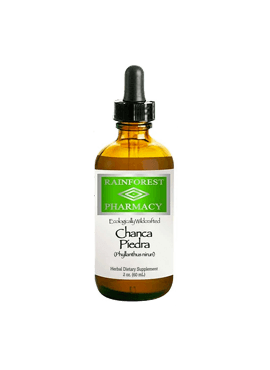 RAINFOREST
PHARMACY
Ecologically Wildcrafted
Chanca
Piedra
(Phyllanthus niruri)
Herbal Dietary Supplement
2 oz. (60 mL)